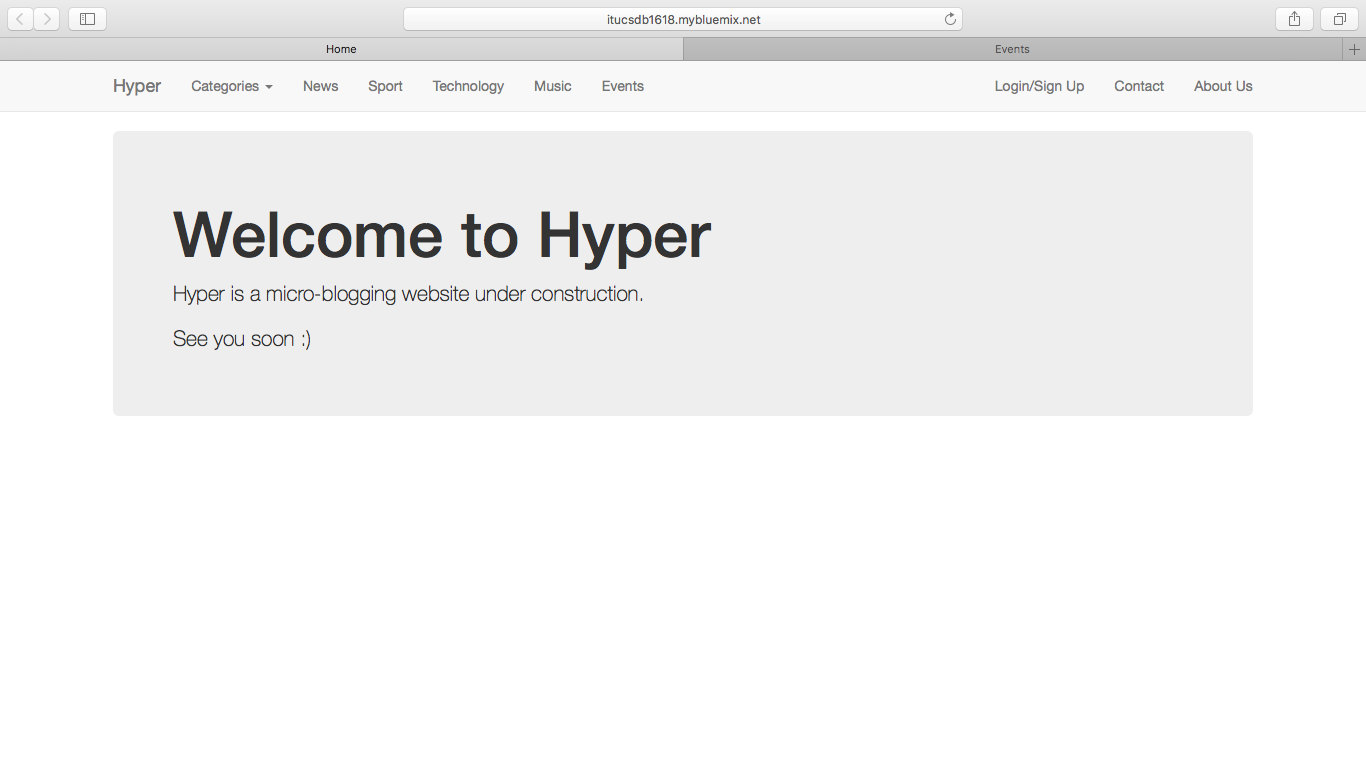 itucsdb1618.mybluemix.net
Home
Events
Hyper Categories News Sport Technology Music Events Login/Sign Up Contact About Us
Welcome to Hyper
Hyper is a micro-blogging website under construction.
See you soon :)